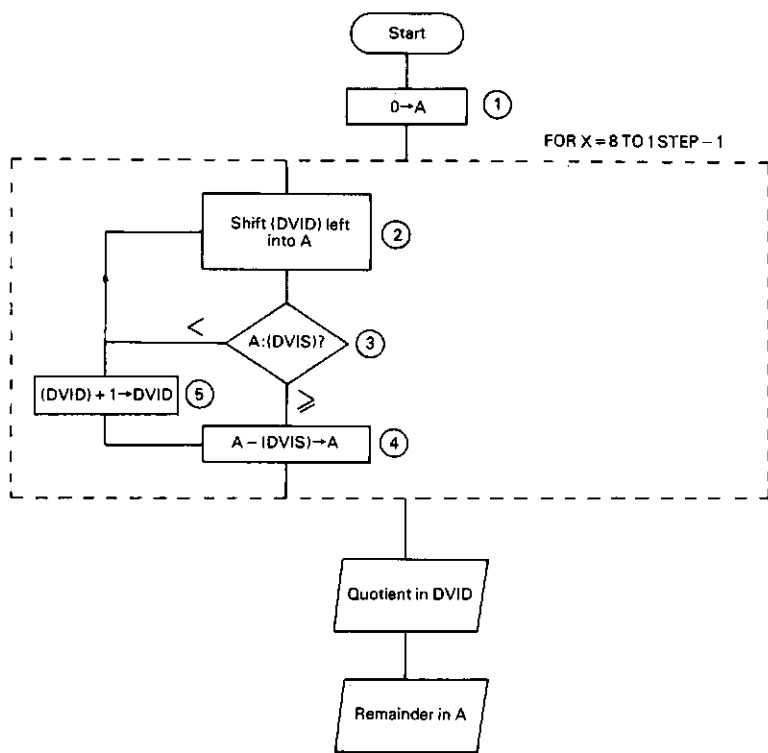 Start
0→A
1
FOR X = 8 TO 1 STEP – 1
Shift (DVID) left
into A
2
<
A:(DVIS)?
3
(DVID) + 1→DVID
5
≥
A – (DVIS)→A
4
Quotient in DVID
Remainder in A